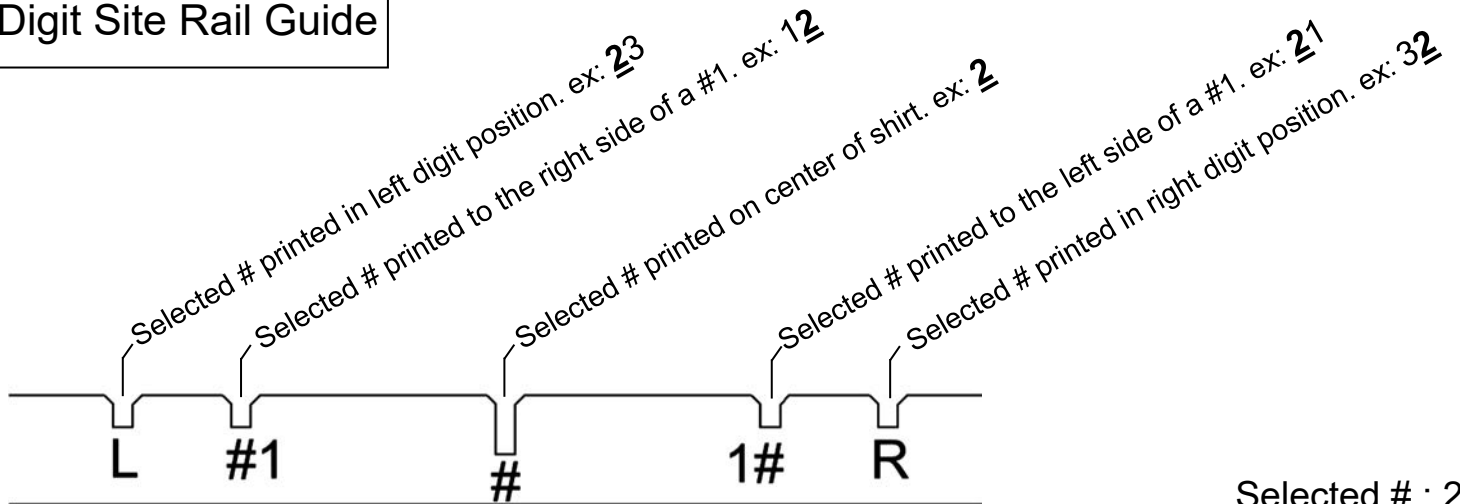 Digit Site Rail Guide
Selected # printed in left digit position. ex: 23
Selected # printed to the right side of a #1. ex: 12
Selected # printed on center of shirt. ex: 2
Selected # printed to the left side of a #1. ex: 21
Selected # printed in right digit position. ex: 32
L #1 # 1# R
Selected # : 2